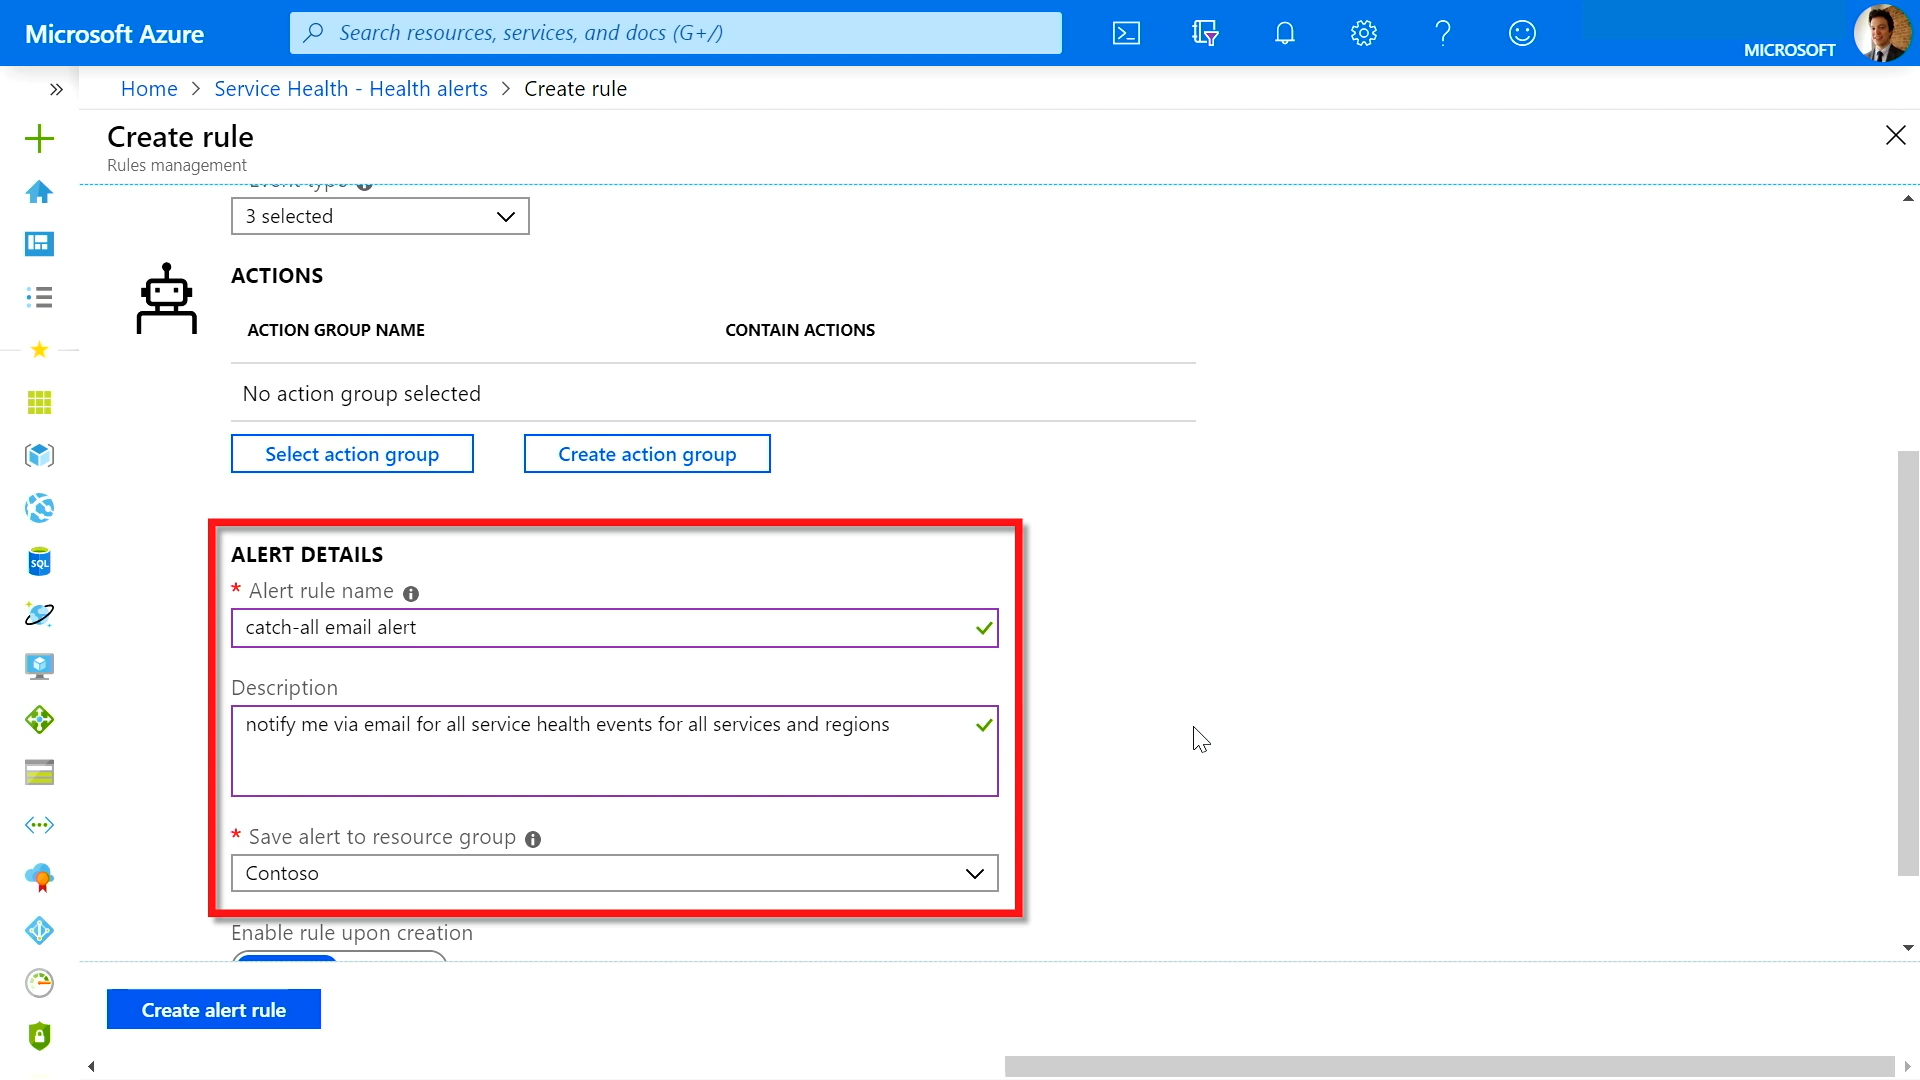 Microsoft Azure
Search resources, services, and docs (G+/)
MICROSOFT
Home > Service Health - Health alerts > Create rule
Create rule
Rules management
Event type
3 selected
ACTIONS
ACTION GROUP NAME CONTAIN ACTIONS
No action group selected
Select action group Create action group
ALERT DETAILS
* Alert rule name
catch-all email alert
Description
notify me via email for all service health events for all services and regions
* Save alert to resource group
Contoso
Enable rule upon creation
Create alert rule
SQL